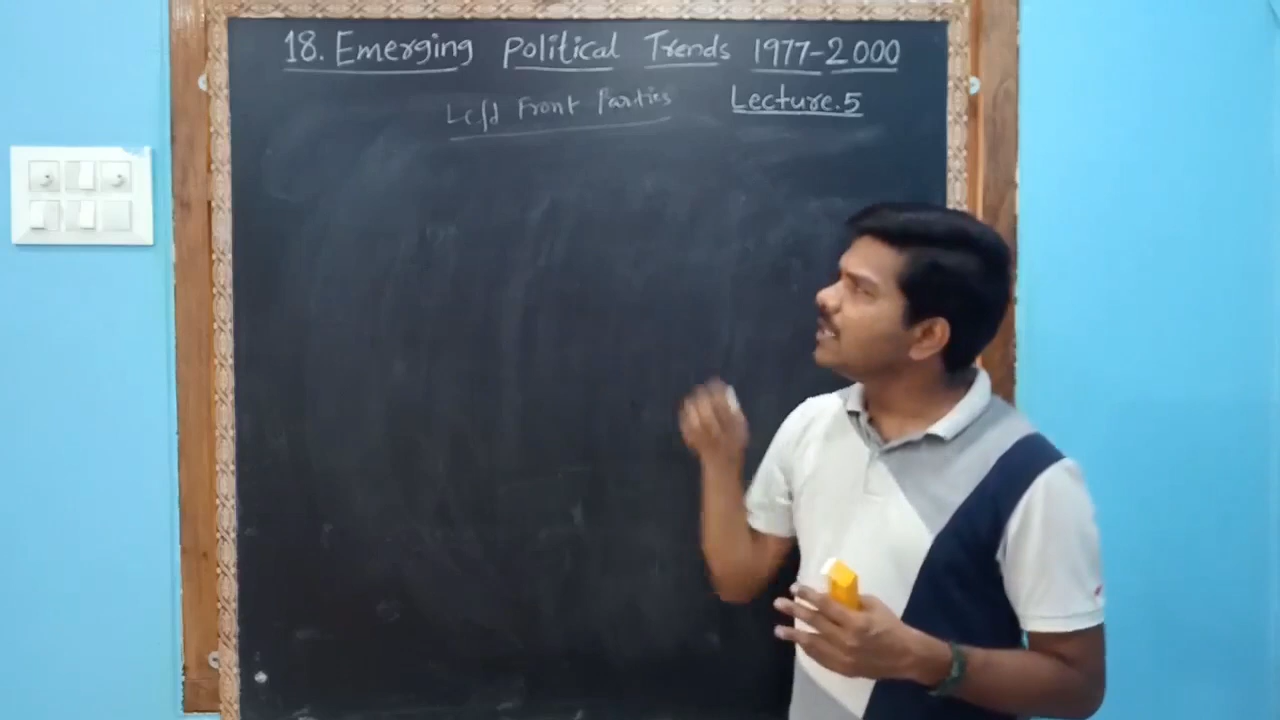 18. Emerging Political Trends 1977-2000
Left Front Parties Lecture.5